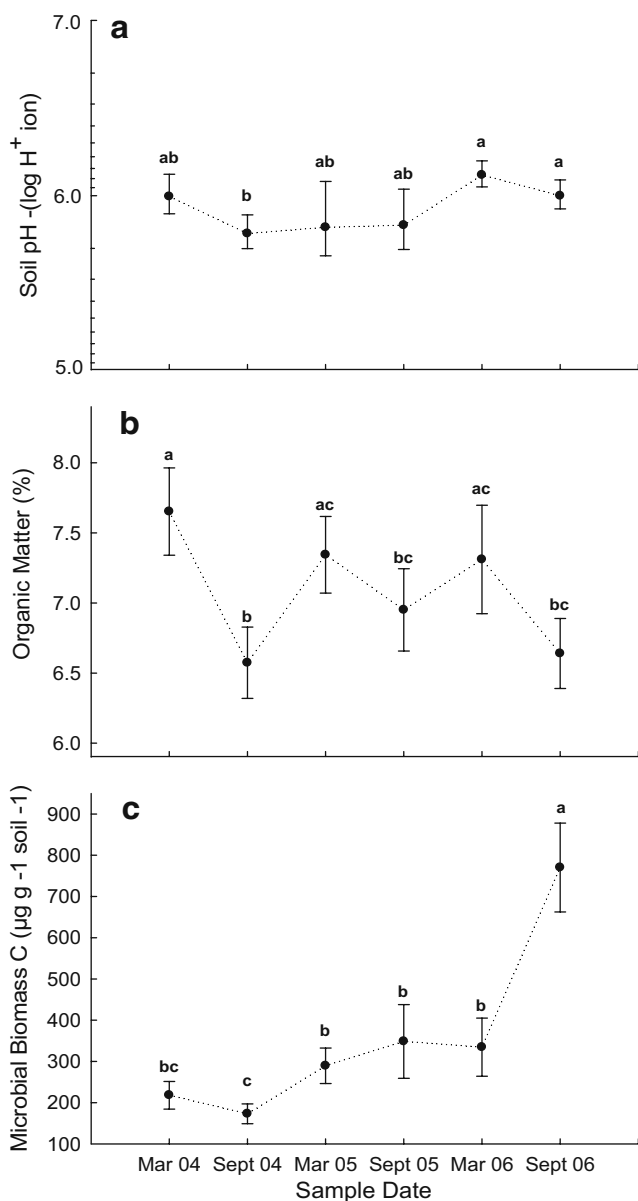 a
7.0
6.0
5.0
Soil pH -(log H+ ion)
ab
b
ab
ab
a
a
b
8.0
7.5
7.0
6.5
6.0
Organic Matter (%)
a
b
ac
bc
ac
bc
c
900
800
700
600
500
400
300
200
100
Microbial Biomass C (µg g -1 soil -1)
bc
c
b
b
b
a
Mar 04 Sept 04 Mar 05 Sept 05 Mar 06 Sept 06
Sample Date